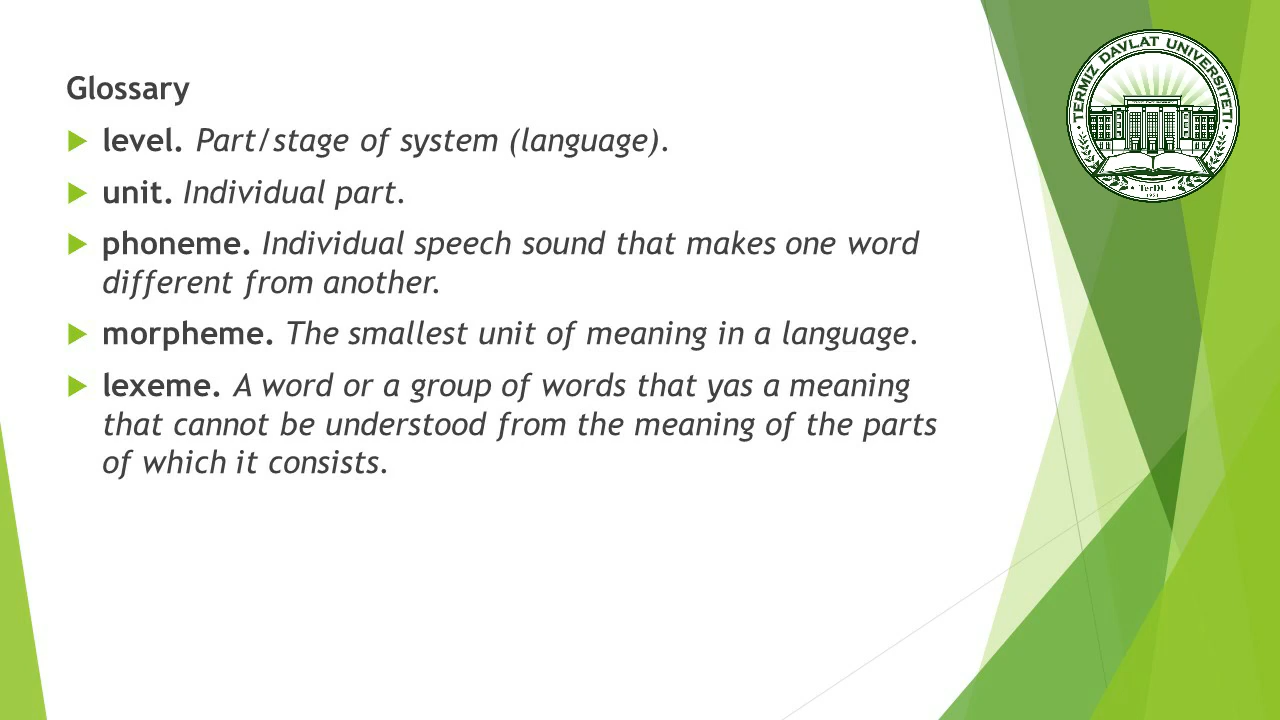 Glossary
level. Part/stage of system (language).
unit. Individual part.
phoneme. Individual speech sound that makes one word
different from another.
morpheme. The smallest unit of meaning in a language.
lexeme. A word or a group of words that yas a meaning
that cannot be understood from the meaning of the parts
of which it consists.
TERMIZ DAVLAT UNIVERSITETI
TerDU